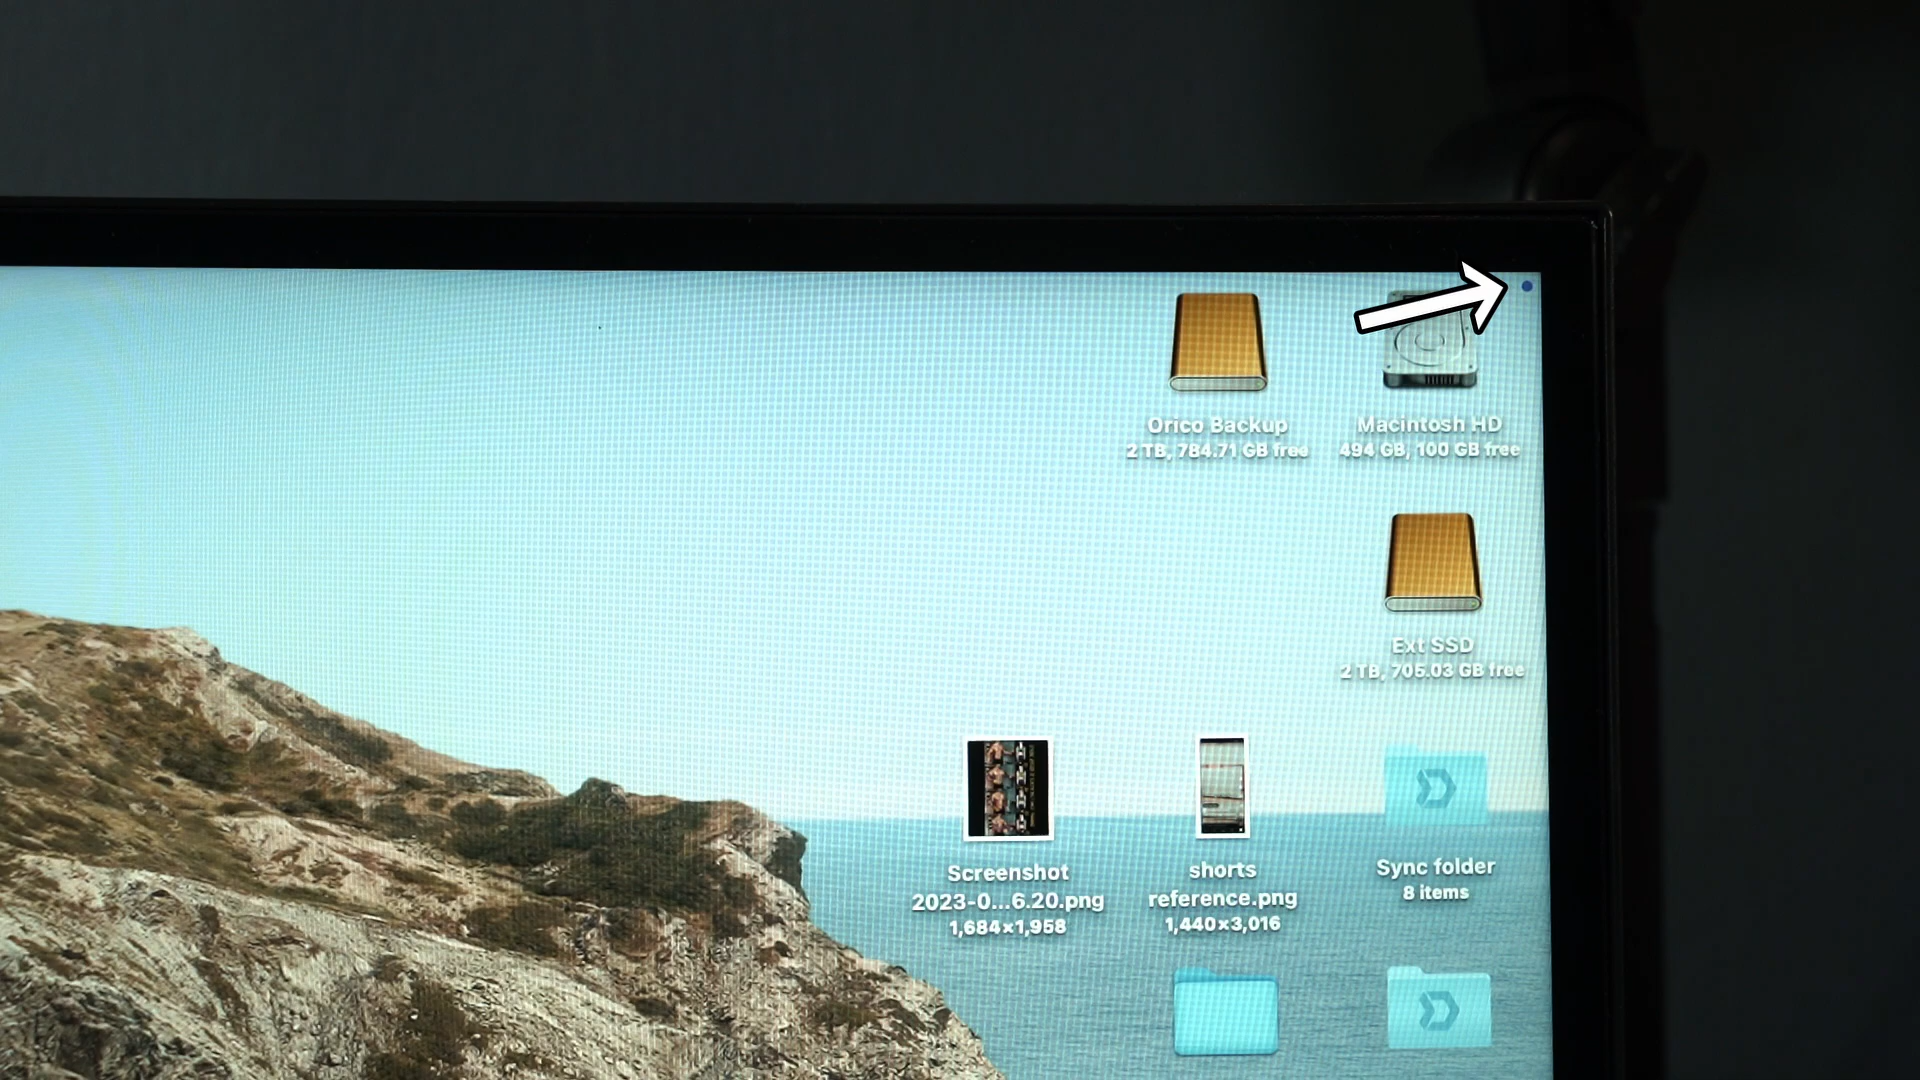 Orico Backup
2 TB, 784.71 GB free
Macintosh HD
494 GB, 100 GB free
Ext SSD
2 TB, 705.03 GB free
Screenshot
2023-0...6.20.png
1,684×1,958
shorts
reference.png
1,440×3,016
Sync folder
8 items